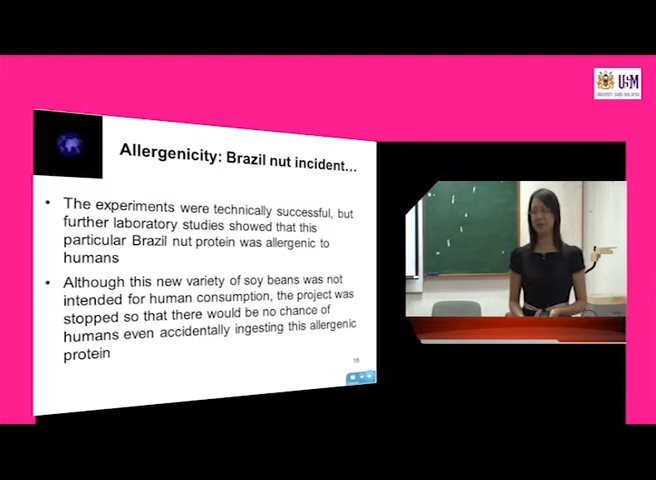 USM
UNIVERSITI SAINS MALAYSIA
Allergenicity: Brazil nut incident…
• The experiments were technically successful, but
further laboratory studies showed that this
particular Brazil nut protein was allergenic to
humans
• Although this new variety of soy beans was not
intended for human consumption, the project was
stopped so that there would be no chance of
humans even accidentally ingesting this allergenic
protein
18